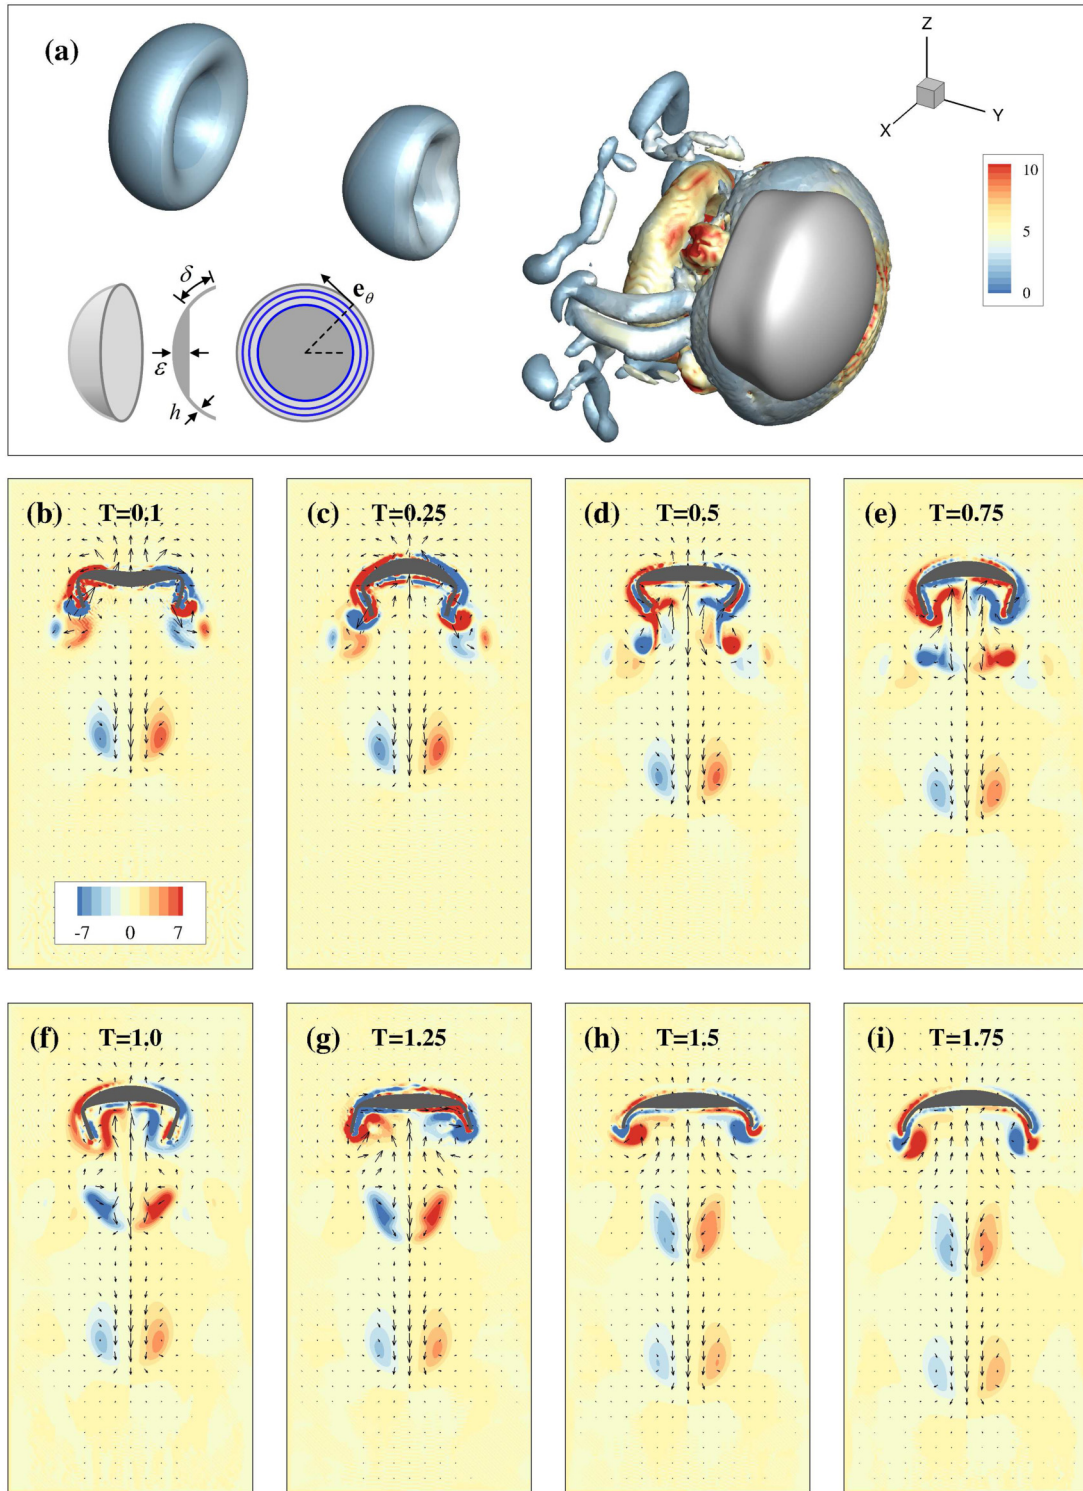 (a)
Z
X
Y
10
5
0
δ
e_θ
ε
h
(b) T=0.1
(c) T=0.25
(d) T=0.5
(e) T=0.75
-7 0 7
(f) T=1.0
(g) T=1.25
(h) T=1.5
(i) T=1.75